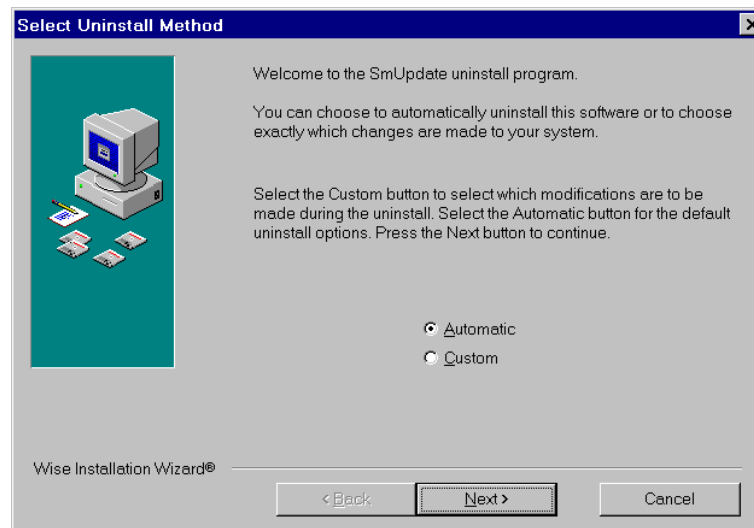 Select Uninstall Method
Welcome to the SmUpdate uninstall program.
You can choose to automatically uninstall this software or to choose
exactly which changes are made to your system.
Select the Custom button to select which modifications are to be
made during the uninstall. Select the Automatic button for the default
uninstall options. Press the Next button to continue.
Automatic
Custom
Wise Installation Wizard®
< Back
Next >
Cancel